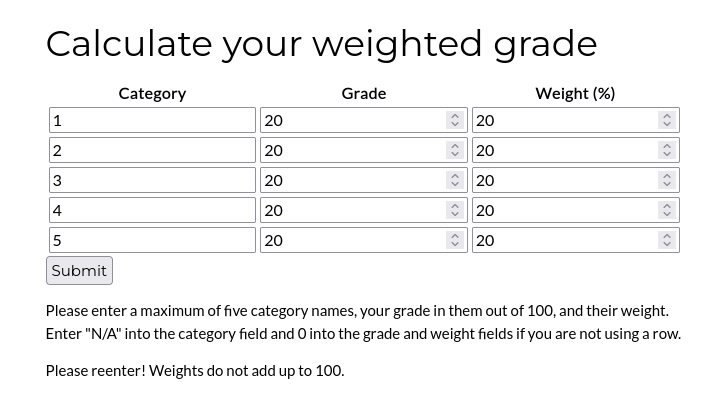 Calculate your weighted grade
Category Grade Weight (%)
1 20 20
2 20 20
3 20 20
4 20 20
5 20 20
Submit
Please enter a maximum of five category names, your grade in them out of 100, and their weight.
Enter "N/A" into the category field and 0 into the grade and weight fields if you are not using a row.
Please reenter! Weights do not add up to 100.